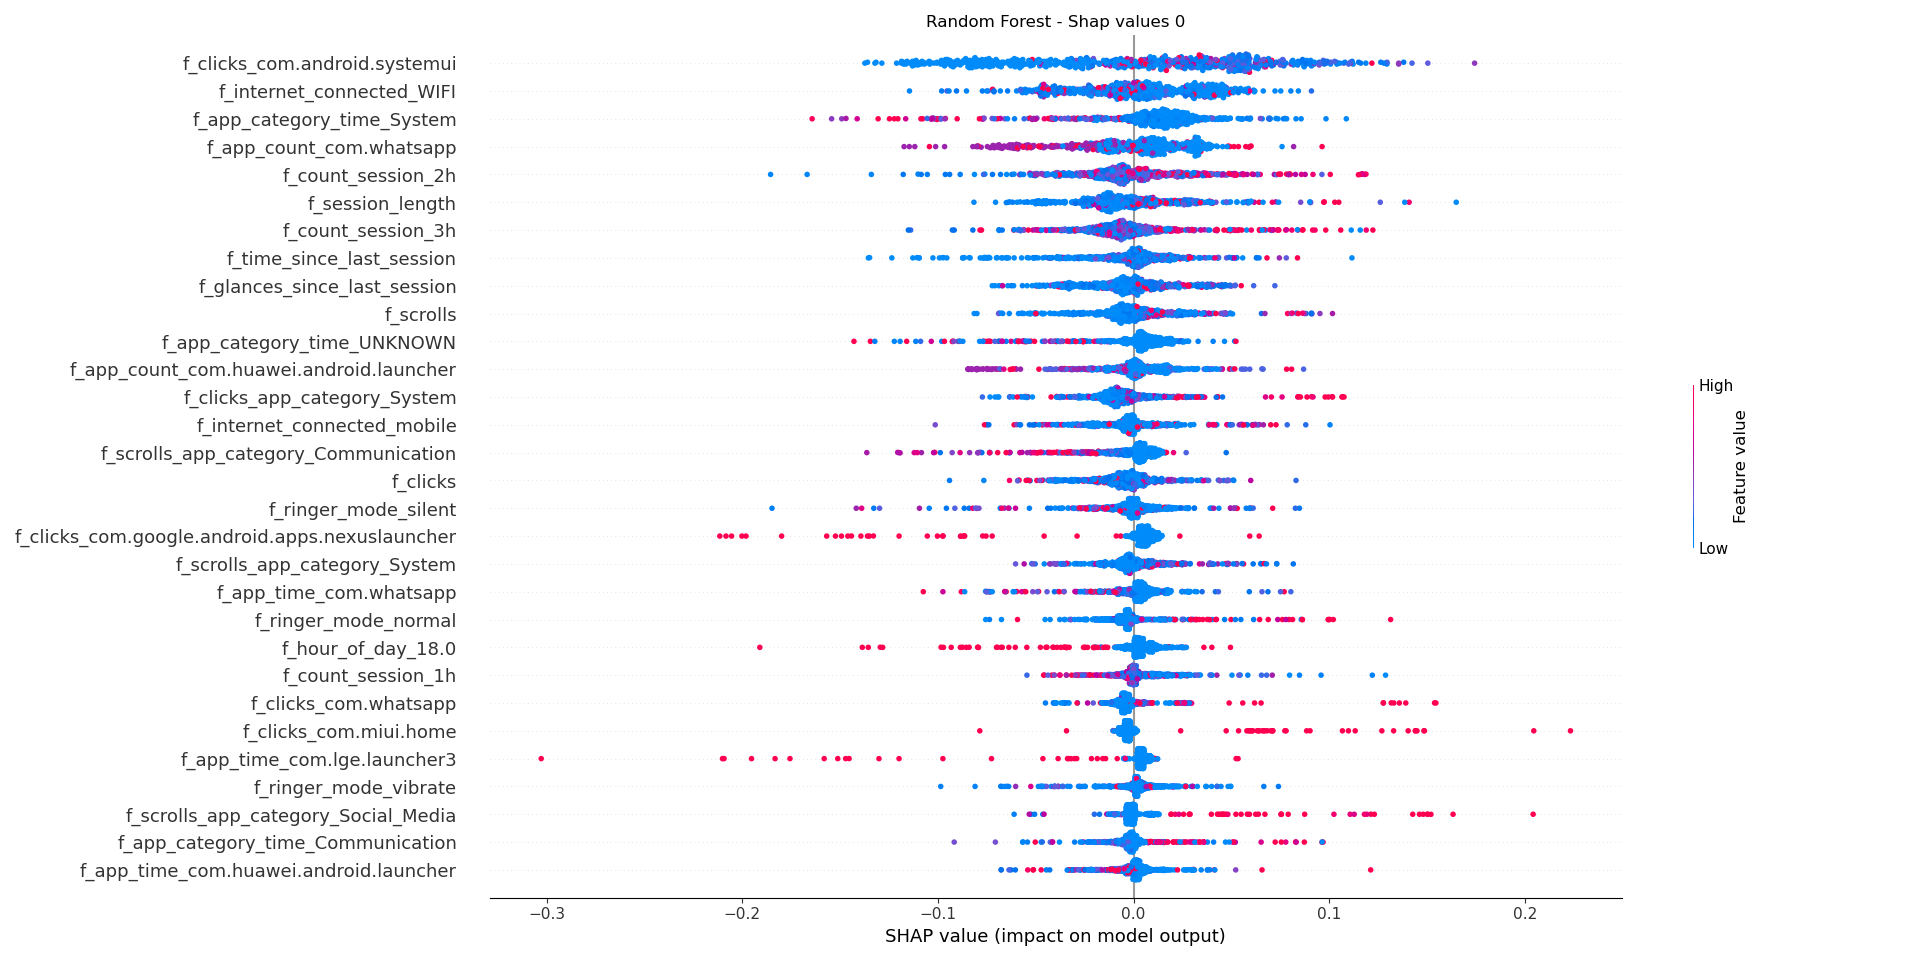 Random Forest - Shap values 0
f_clicks_com.android.systemui
f_internet_connected_WIFI
f_app_category_time_System
f_app_count_com.whatsapp
f_count_session_2h
f_session_length
f_count_session_3h
f_time_since_last_session
f_glances_since_last_session
f_scrolls
f_app_category_time_UNKNOWN
f_app_count_com.huawei.android.launcher
f_clicks_app_category_System
f_internet_connected_mobile
f_scrolls_app_category_Communication
f_clicks
f_ringer_mode_silent
f_clicks_com.google.android.apps.nexuslauncher
f_scrolls_app_category_System
f_app_time_com.whatsapp
f_ringer_mode_normal
f_hour_of_day_18.0
f_count_session_1h
f_clicks_com.whatsapp
f_clicks_com.miui.home
f_app_time_com.lge.launcher3
f_ringer_mode_vibrate
f_scrolls_app_category_Social_Media
f_app_category_time_Communication
f_app_time_com.huawei.android.launcher
−0.3 −0.2 −0.1 0.0 0.1 0.2
SHAP value (impact on model output)
High
Feature value
Low